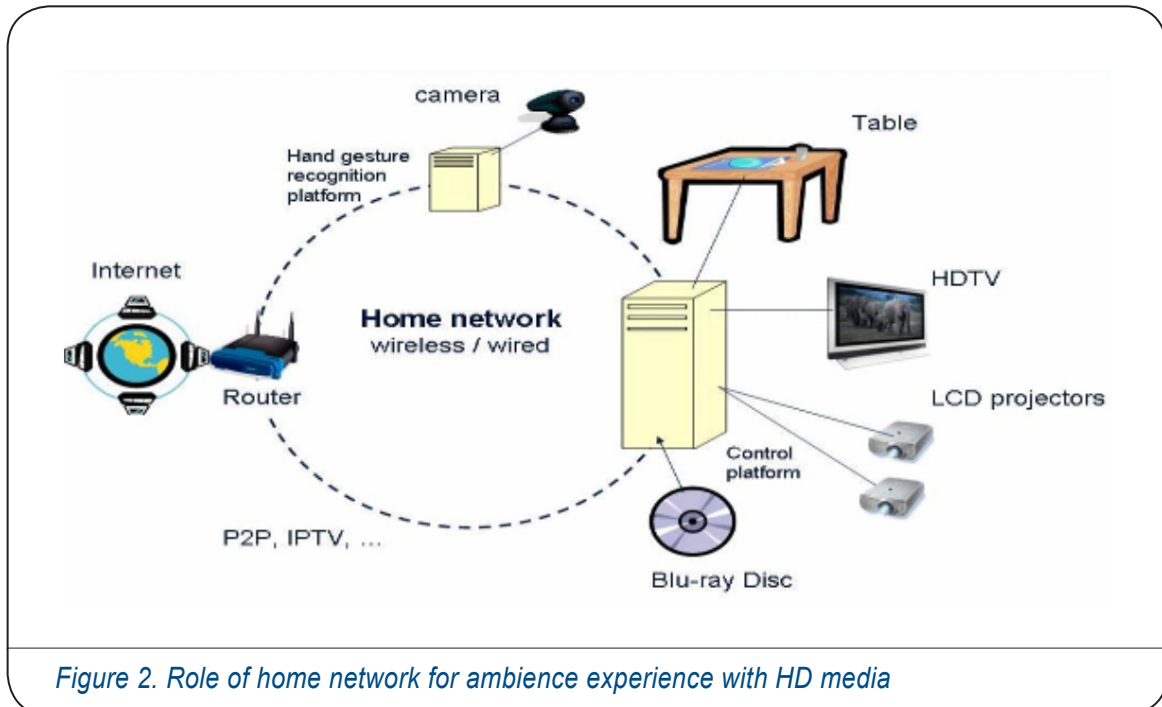 camera
Table
Hand gesture
recognition
platform
Internet
HDTV
Home network
wireless / wired
Router
LCD projectors
Control
platform
P2P, IPTV, ...
Blu-ray Disc
Figure 2. Role of home network for ambience experience with HD media